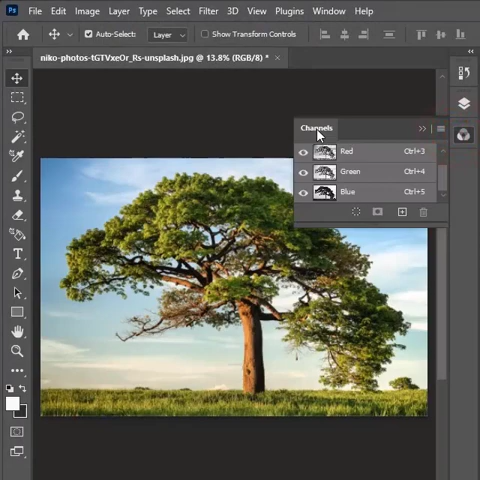 Ps File Edit Image Layer Type Select Filter 3D View Plugins Window Help
Auto-Select: Layer Show Transform Controls
niko-photos-tGTVxeOr_Rs-unsplash.jpg @ 13.8% (RGB/8) *
Channels
Red Ctrl+3
Green Ctrl+4
Blue Ctrl+5